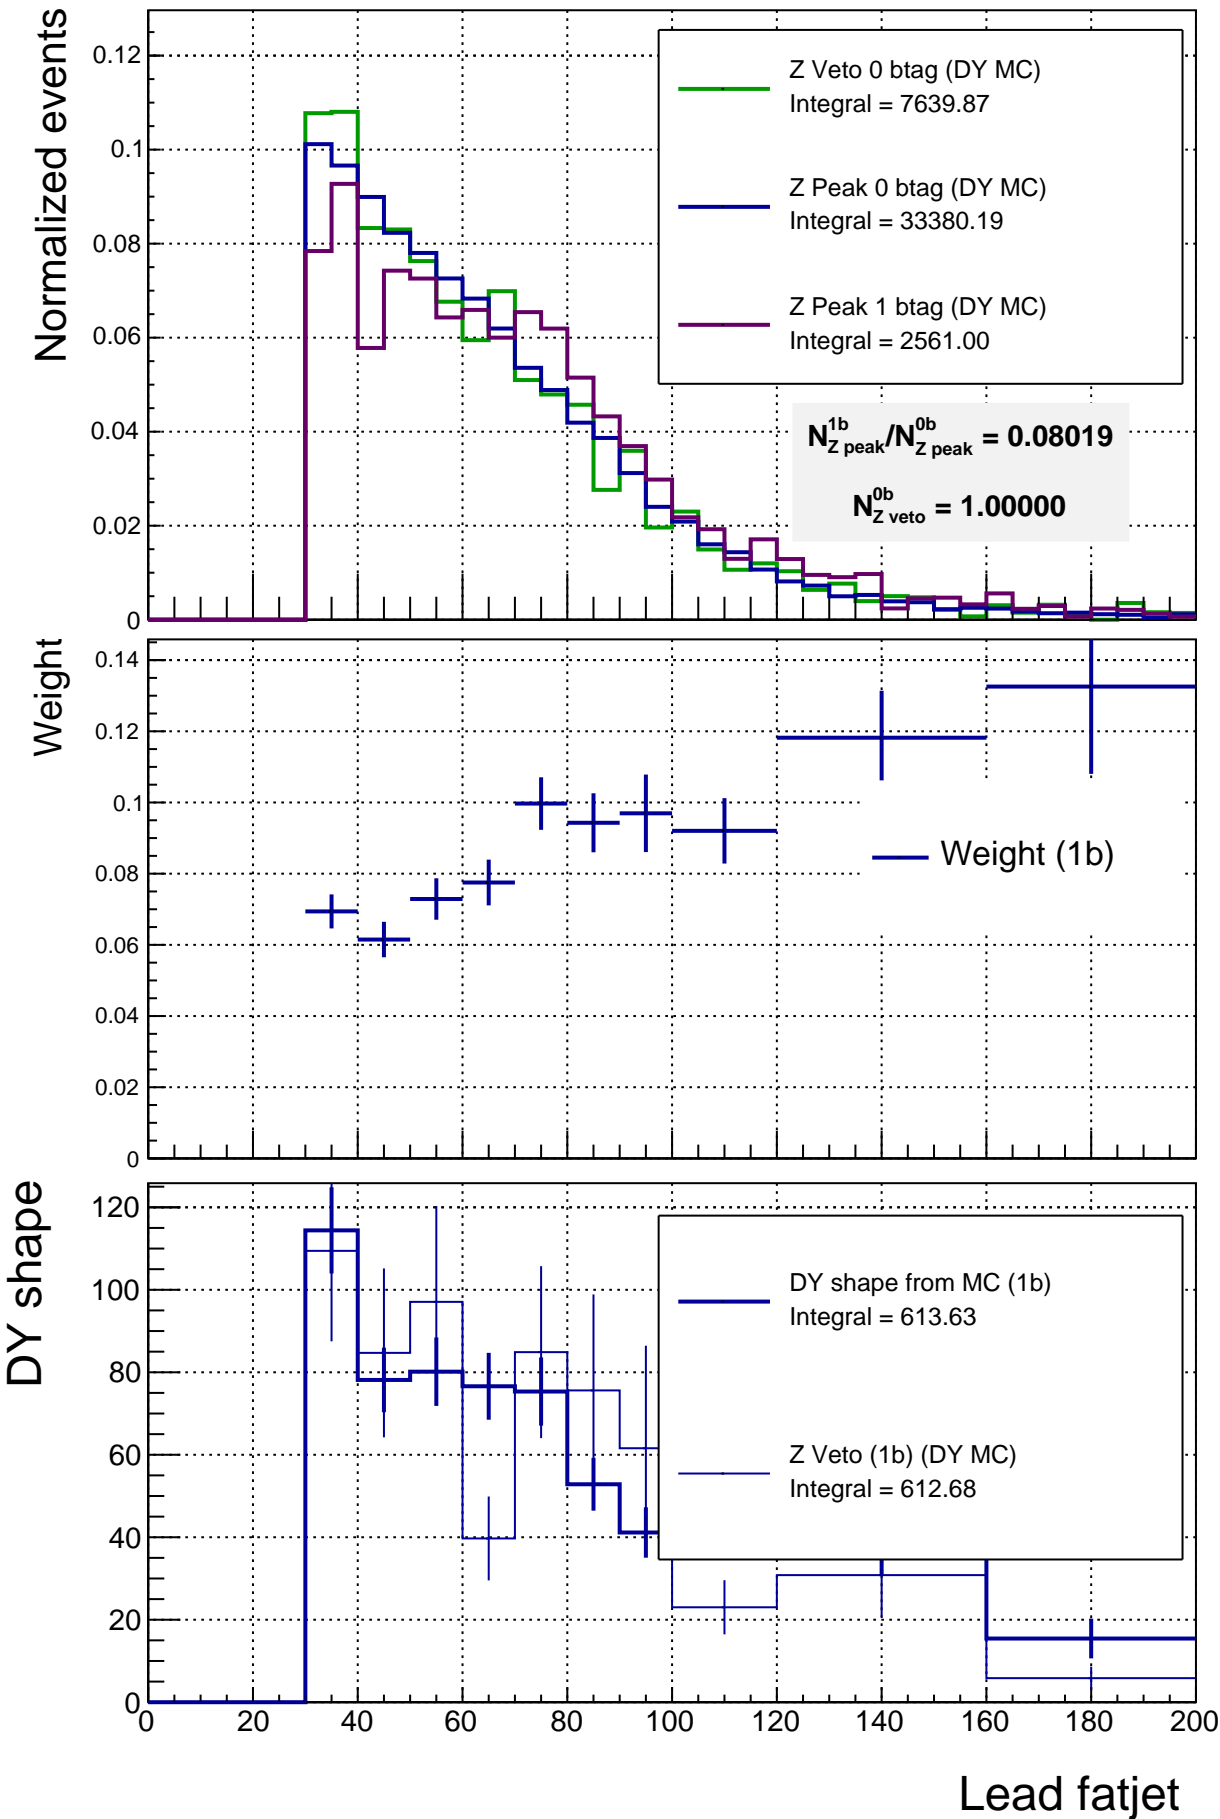 Normalized events
0.12
0.1
0.08
0.06
0.04
0.02
0
Z Veto 0 btag (DY MC)
Integral = 7639.87
Z Peak 0 btag (DY MC)
Integral = 33380.19
Z Peak 1 btag (DY MC)
Integral = 2561.00
N^{1b}_{Z peak}/N^{0b}_{Z peak} = 0.08019
N^{0b}_{Z veto} = 1.00000
Weight
0.14
0.12
0.1
0.08
0.06
0.04
0.02
0
Weight (1b)
DY shape
120
100
80
60
40
20
0
DY shape from MC (1b)
Integral = 613.63
Z Veto (1b) (DY MC)
Integral = 612.68
0 20 40 60 80 100 120 140 160 180 200
Lead fatjet